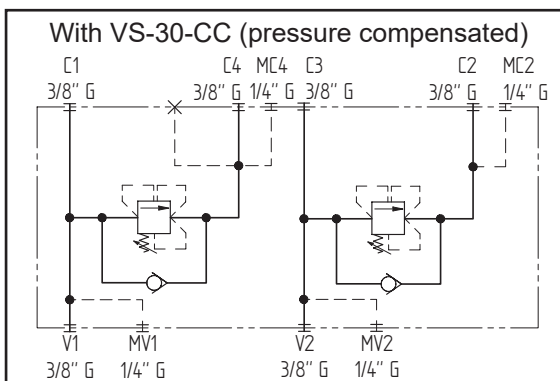 With VS-30-CC (pressure compensated)
C1 C4 MC4 C3 C2 MC2
3/8" G 3/8" G 1/4" G 3/8" G 3/8" G 1/4" G
V1 MV1 V2 MV2
3/8" G 1/4" G 3/8" G 1/4" G